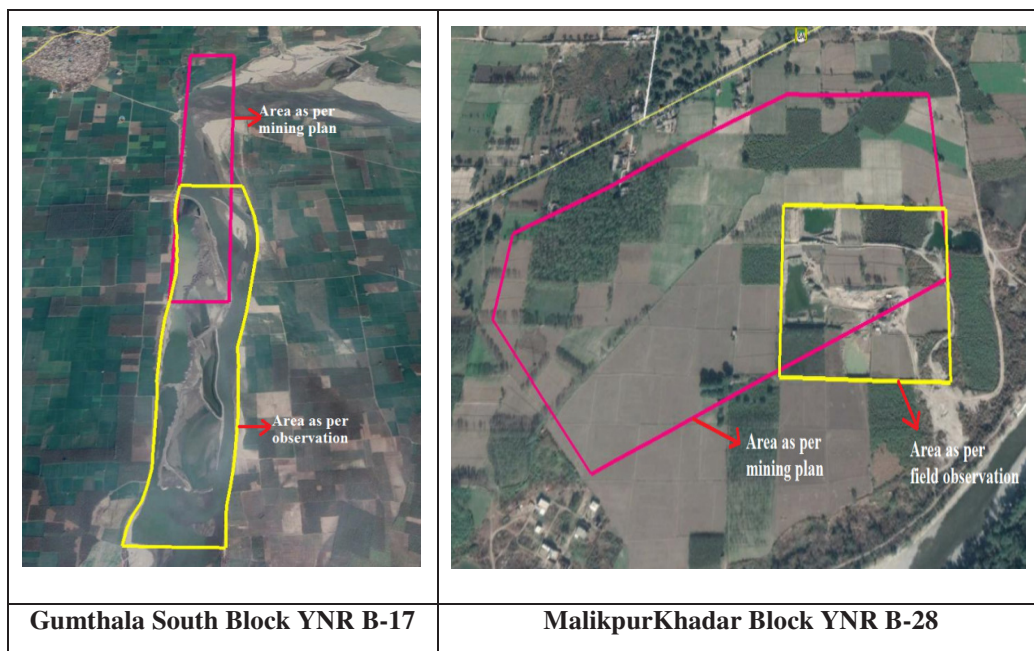 Area as per
mining plan
Area as per
observation
Area as per
mining plan
Area as per
field observation
Gumthala South Block YNR B-17
MalikpurKhadar Block YNR B-28